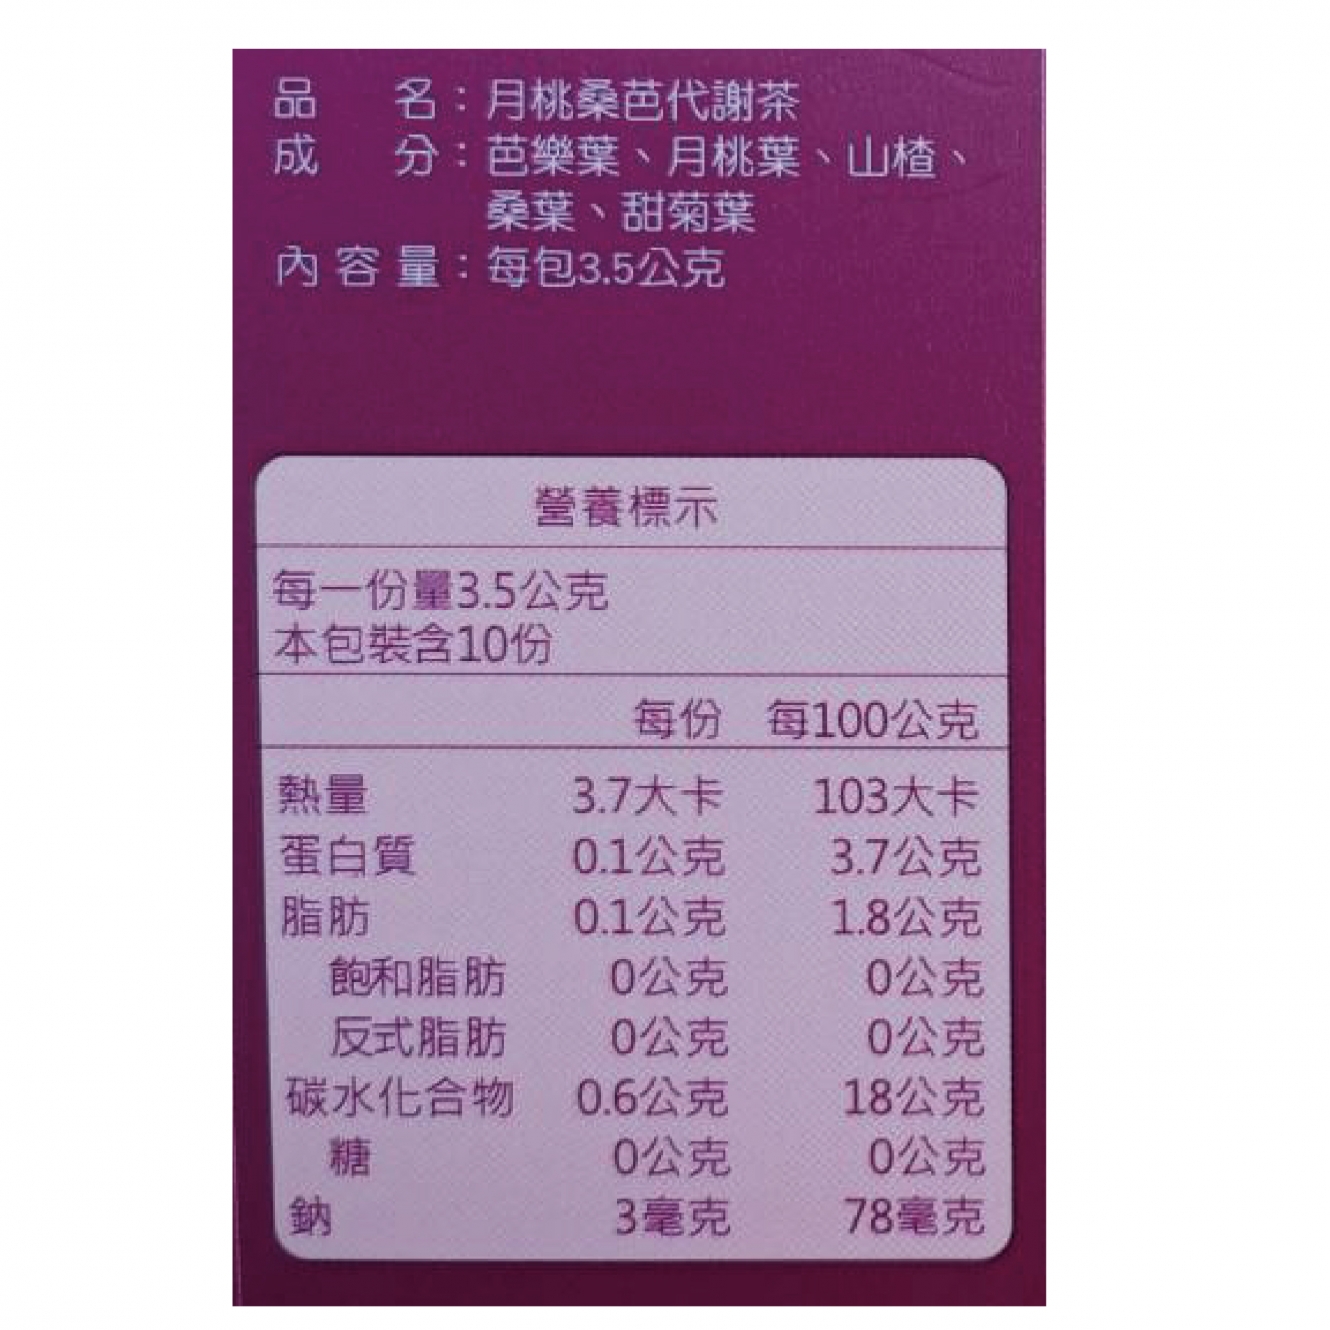 品名：月桃桑芭代謝茶
成分：芭樂葉、月桃葉、山楂、
桑葉、甜菊葉
內容量：每包3.5公克
營養標示
每一份量3.5公克
本包裝含10份
每份 每100公克
熱量 3.7大卡 103大卡
蛋白質 0.1公克 3.7公克
脂肪 0.1公克 1.8公克
飽和脂肪 0公克 0公克
反式脂肪 0公克 0公克
碳水化合物 0.6公克 18公克
糖 0公克 0公克
鈉 3毫克 78毫克